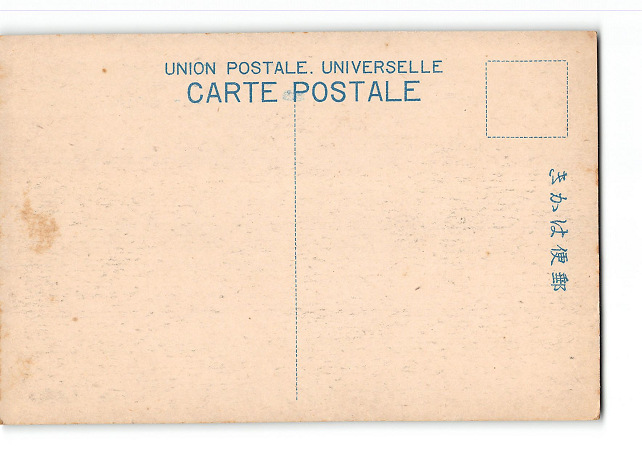 UNION POSTALE. UNIVERSELLE
CARTE POSTALE
きかは便郵